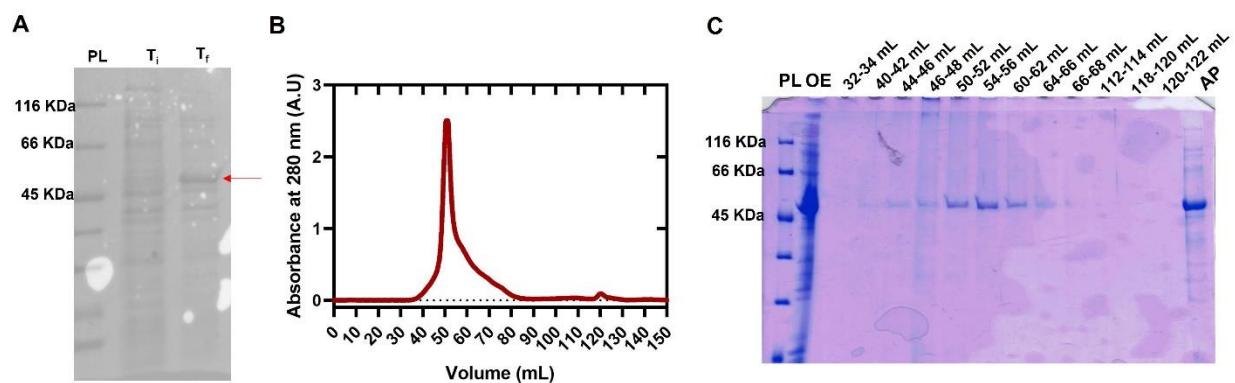 A
PL Tᵢ T_f
116 KDa
66 KDa
45 KDa
B
Absorbance at 280 nm (A.U)
3
2
1
0
0 10 20 30 40 50 60 70 80 90 100 110 120 130 140 150
Volume (mL)
C
PL OE 32-34 mL 40-42 mL 44-46 mL 46-48 mL 50-52 mL 54-56 mL 60-62 mL 64-66 mL 66-68 mL 112-114 mL 118-120 mL 120-122 mL AP
116 KDa
66 KDa
45 KDa